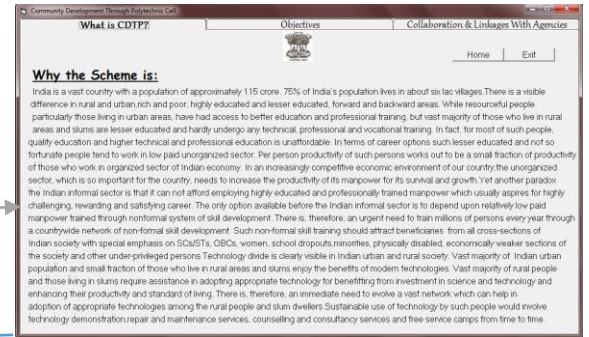 Community Development Through Polytechnic Cell
What is CDTP?
Objectives
Collaboration & Linkages With Agencies
Home
Exit
Why the Scheme is:
India is a vast country with a population of approximately 115 crore. 75% of India's population lives in about six lac villages.There is a visible
difference in rural and urban,rich and poor, highly educated and lesser educated, forward and backward areas. While resourceful people
particularly those living in urban areas, have had access to better education and professional training, but vast majority of those who live in rural
areas and slums are lesser educated and hardly undergo any technical, professional and vocational training. In fact, for most of such people,
quality education and higher technical and professional education is unaffordable. In terms of career options such lesser educated and not so
fortunate people tend to work in low paid unorganized sector. Per person productivity of such persons works out to be a small fraction of productivity
of those who work in organized sector of Indian economy. In an increasingly competitive economic environment of our country,the unorganized
sector, which is so important for the country, needs to increase the productivity of its manpower for its survival and growth.Yet another paradox
the Indian informal sector is that it can not afford employing highly educated and professionally trained manpower which usually aspires for highly
challenging, rewarding and satisfying career. The only option available before the Indian informal sector is to depend upon relatively low paid
manpower trained through nonformal system of skill development. There is, therefore, an urgent need to train millions of persons every year through
a countrywide network of non-formal skill development Such non-formal skill training should attract beneficiaries from all cross-sections of
Indian society with special emphasis on SCs/STs, OBCs, women, school dropouts,minorities, physically disabled, economically weaker sections of
the society and other under-privileged persons Technology divide is clearly visible in Indian urban and rural society. Vast majority of Indian urban
population and small fraction of those who live in rural areas and slums enjoy the benefits of modern technologies. Vast majority of rural people
and those living in slums require assistance in adopting appropriate technology for benefitting from investment in science and technology and
enhancing their productivity and standard of living. There is, therefore, an immediate need to evolve a vast network which can help in
adoption of appropriate technologies among the rural people and slum dwellers.Sustainable use of technology by such people would involve
technology demonstration,repair and maintenance services, counselling and consultancy services and free service camps from time to time.